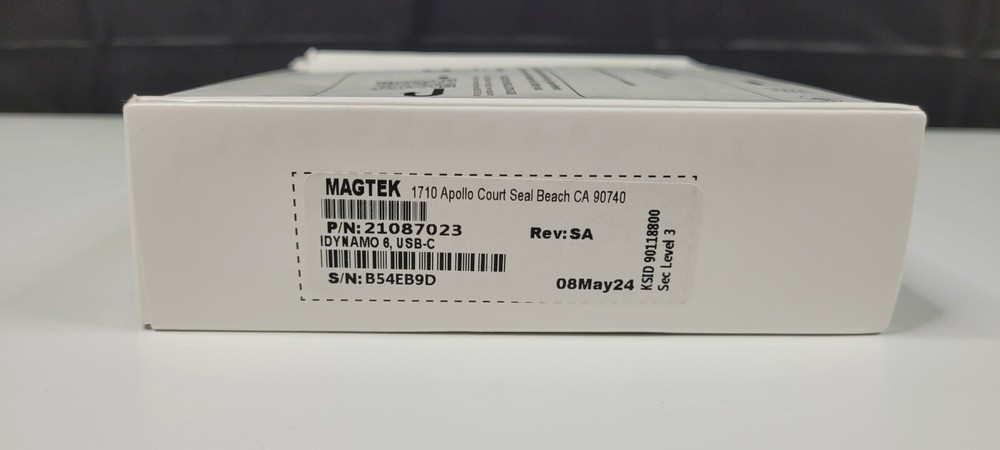 MAGTEK 1710 Apollo Court Seal Beach CA 90740
P/N: 21087023 Rev: SA
IDYNAMO 6, USB-C
S/N: B54EB9D 08May24
KSID 90118800
Sec Level 3